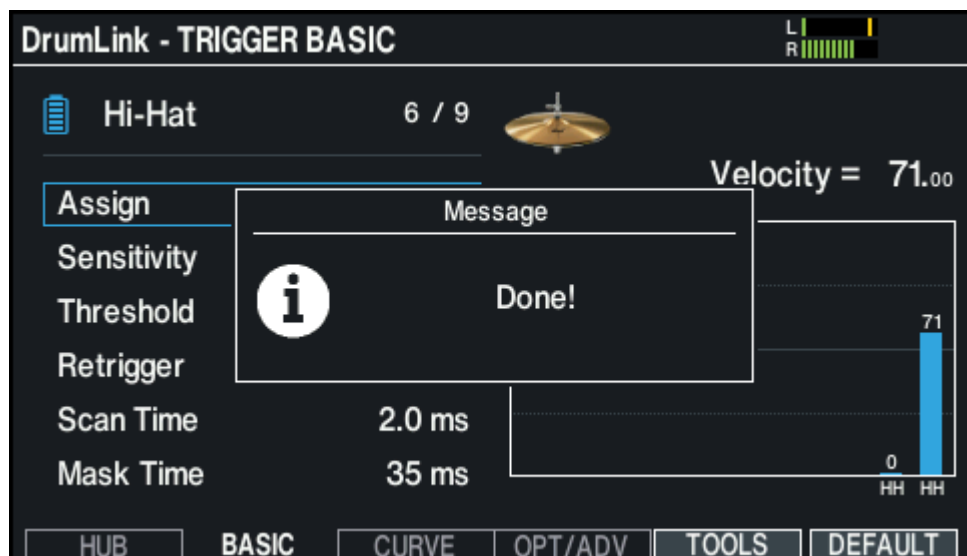 DrumLink - TRIGGER BASIC
L
R
Hi-Hat 6 / 9
Velocity = 71.00
Assign
Message
Sensitivity
Done!
Threshold
71
Retrigger
Scan Time 2.0 ms
Mask Time 35 ms
0
HH HH
HUB BASIC CURVE OPT/ADV TOOLS DEFAULT